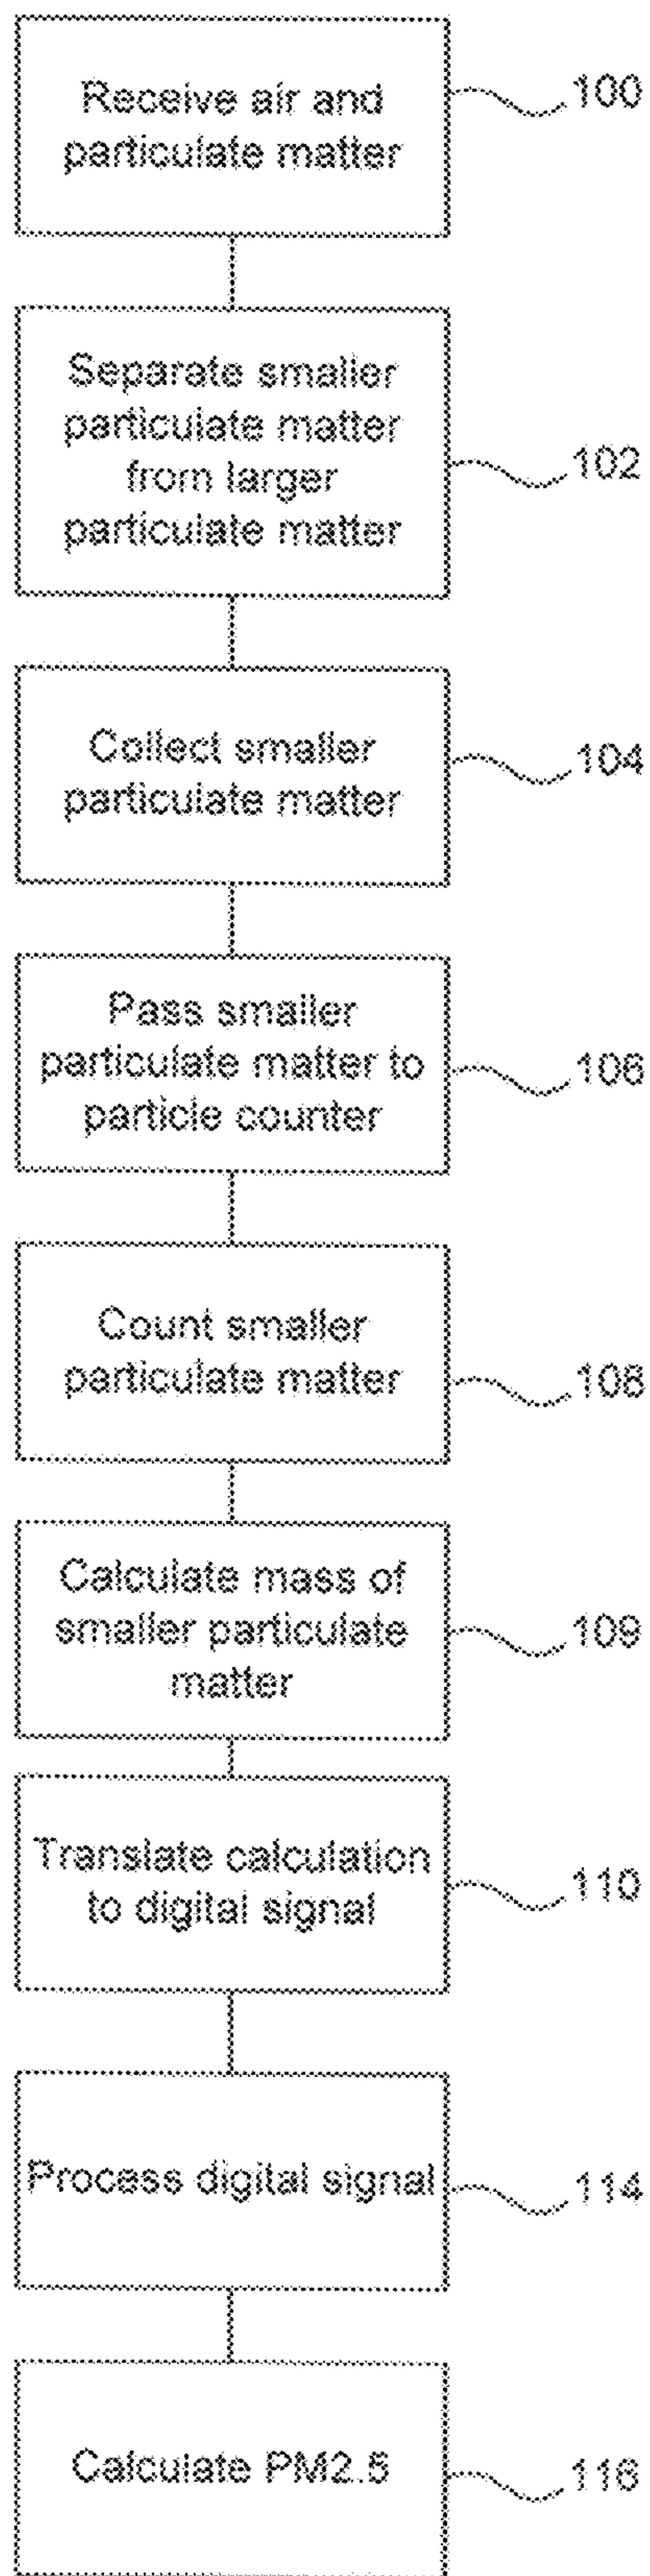 Receive air and
particulate matter
100
Separate smaller
particulate matter
from larger
particulate matter
102
Collect smaller
particulate matter
104
Pass smaller
particulate matter to
particle counter
106
Count smaller
particulate matter
108
Calculate mass of
smaller particulate
matter
109
Translate calculation
to digital signal
110
Process digital signal
114
Calculate PM2.5
116